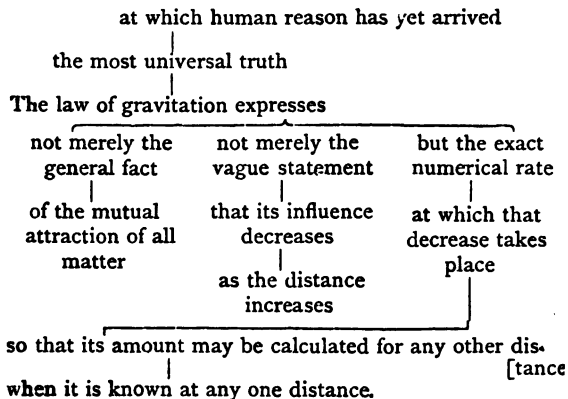 at which human reason has yet arrived
the most universal truth
The law of gravitation expresses
not merely the
general fact
of the mutual
attraction of all
matter
not merely the
vague statement
that its influence
decreases
as the distance
increases
but the exact
numerical rate
at which that
decrease takes
place
so that its amount may be calculated for any other dis-
[tance
when it is known at any one distance.